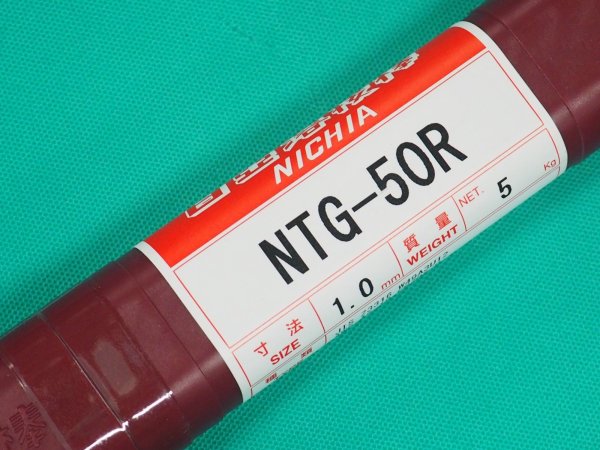 NICHIA
NTG-50R
寸法 1.0 mm 質量 NET. 5 Kg
SIZE WEIGHT